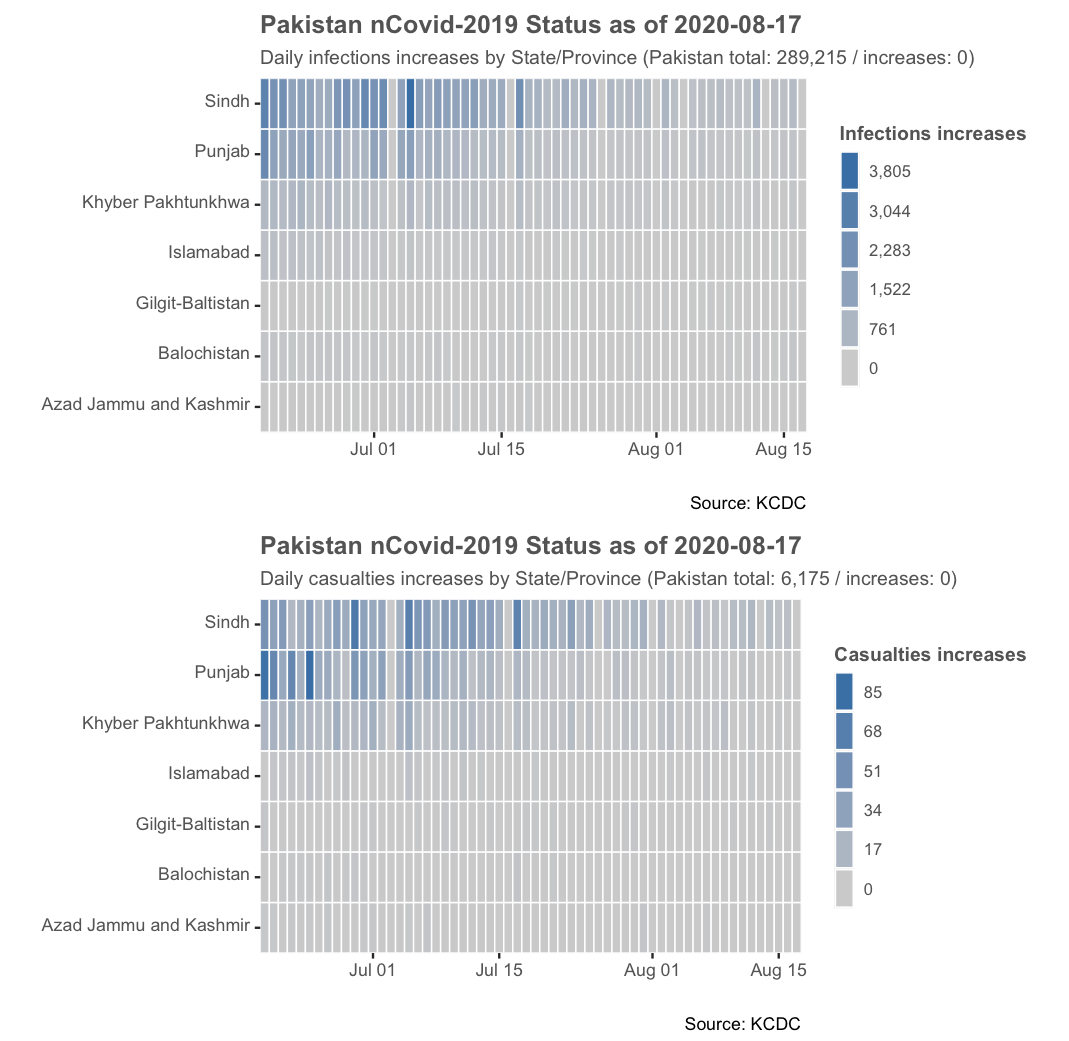 Pakistan nCovid-2019 Status as of 2020-08-17
Daily infections increases by State/Province (Pakistan total: 289,215 / increases: 0)
Sindh
Punjab
Khyber Pakhtunkhwa
Islamabad
Gilgit-Baltistan
Balochistan
Azad Jammu and Kashmir
Jul 01 Jul 15 Aug 01 Aug 15
Infections increases
3,805
3,044
2,283
1,522
761
0
Source: KCDC
Pakistan nCovid-2019 Status as of 2020-08-17
Daily casualties increases by State/Province (Pakistan total: 6,175 / increases: 0)
Sindh
Punjab
Khyber Pakhtunkhwa
Islamabad
Gilgit-Baltistan
Balochistan
Azad Jammu and Kashmir
Jul 01 Jul 15 Aug 01 Aug 15
Casualties increases
85
68
51
34
17
0
Source: KCDC